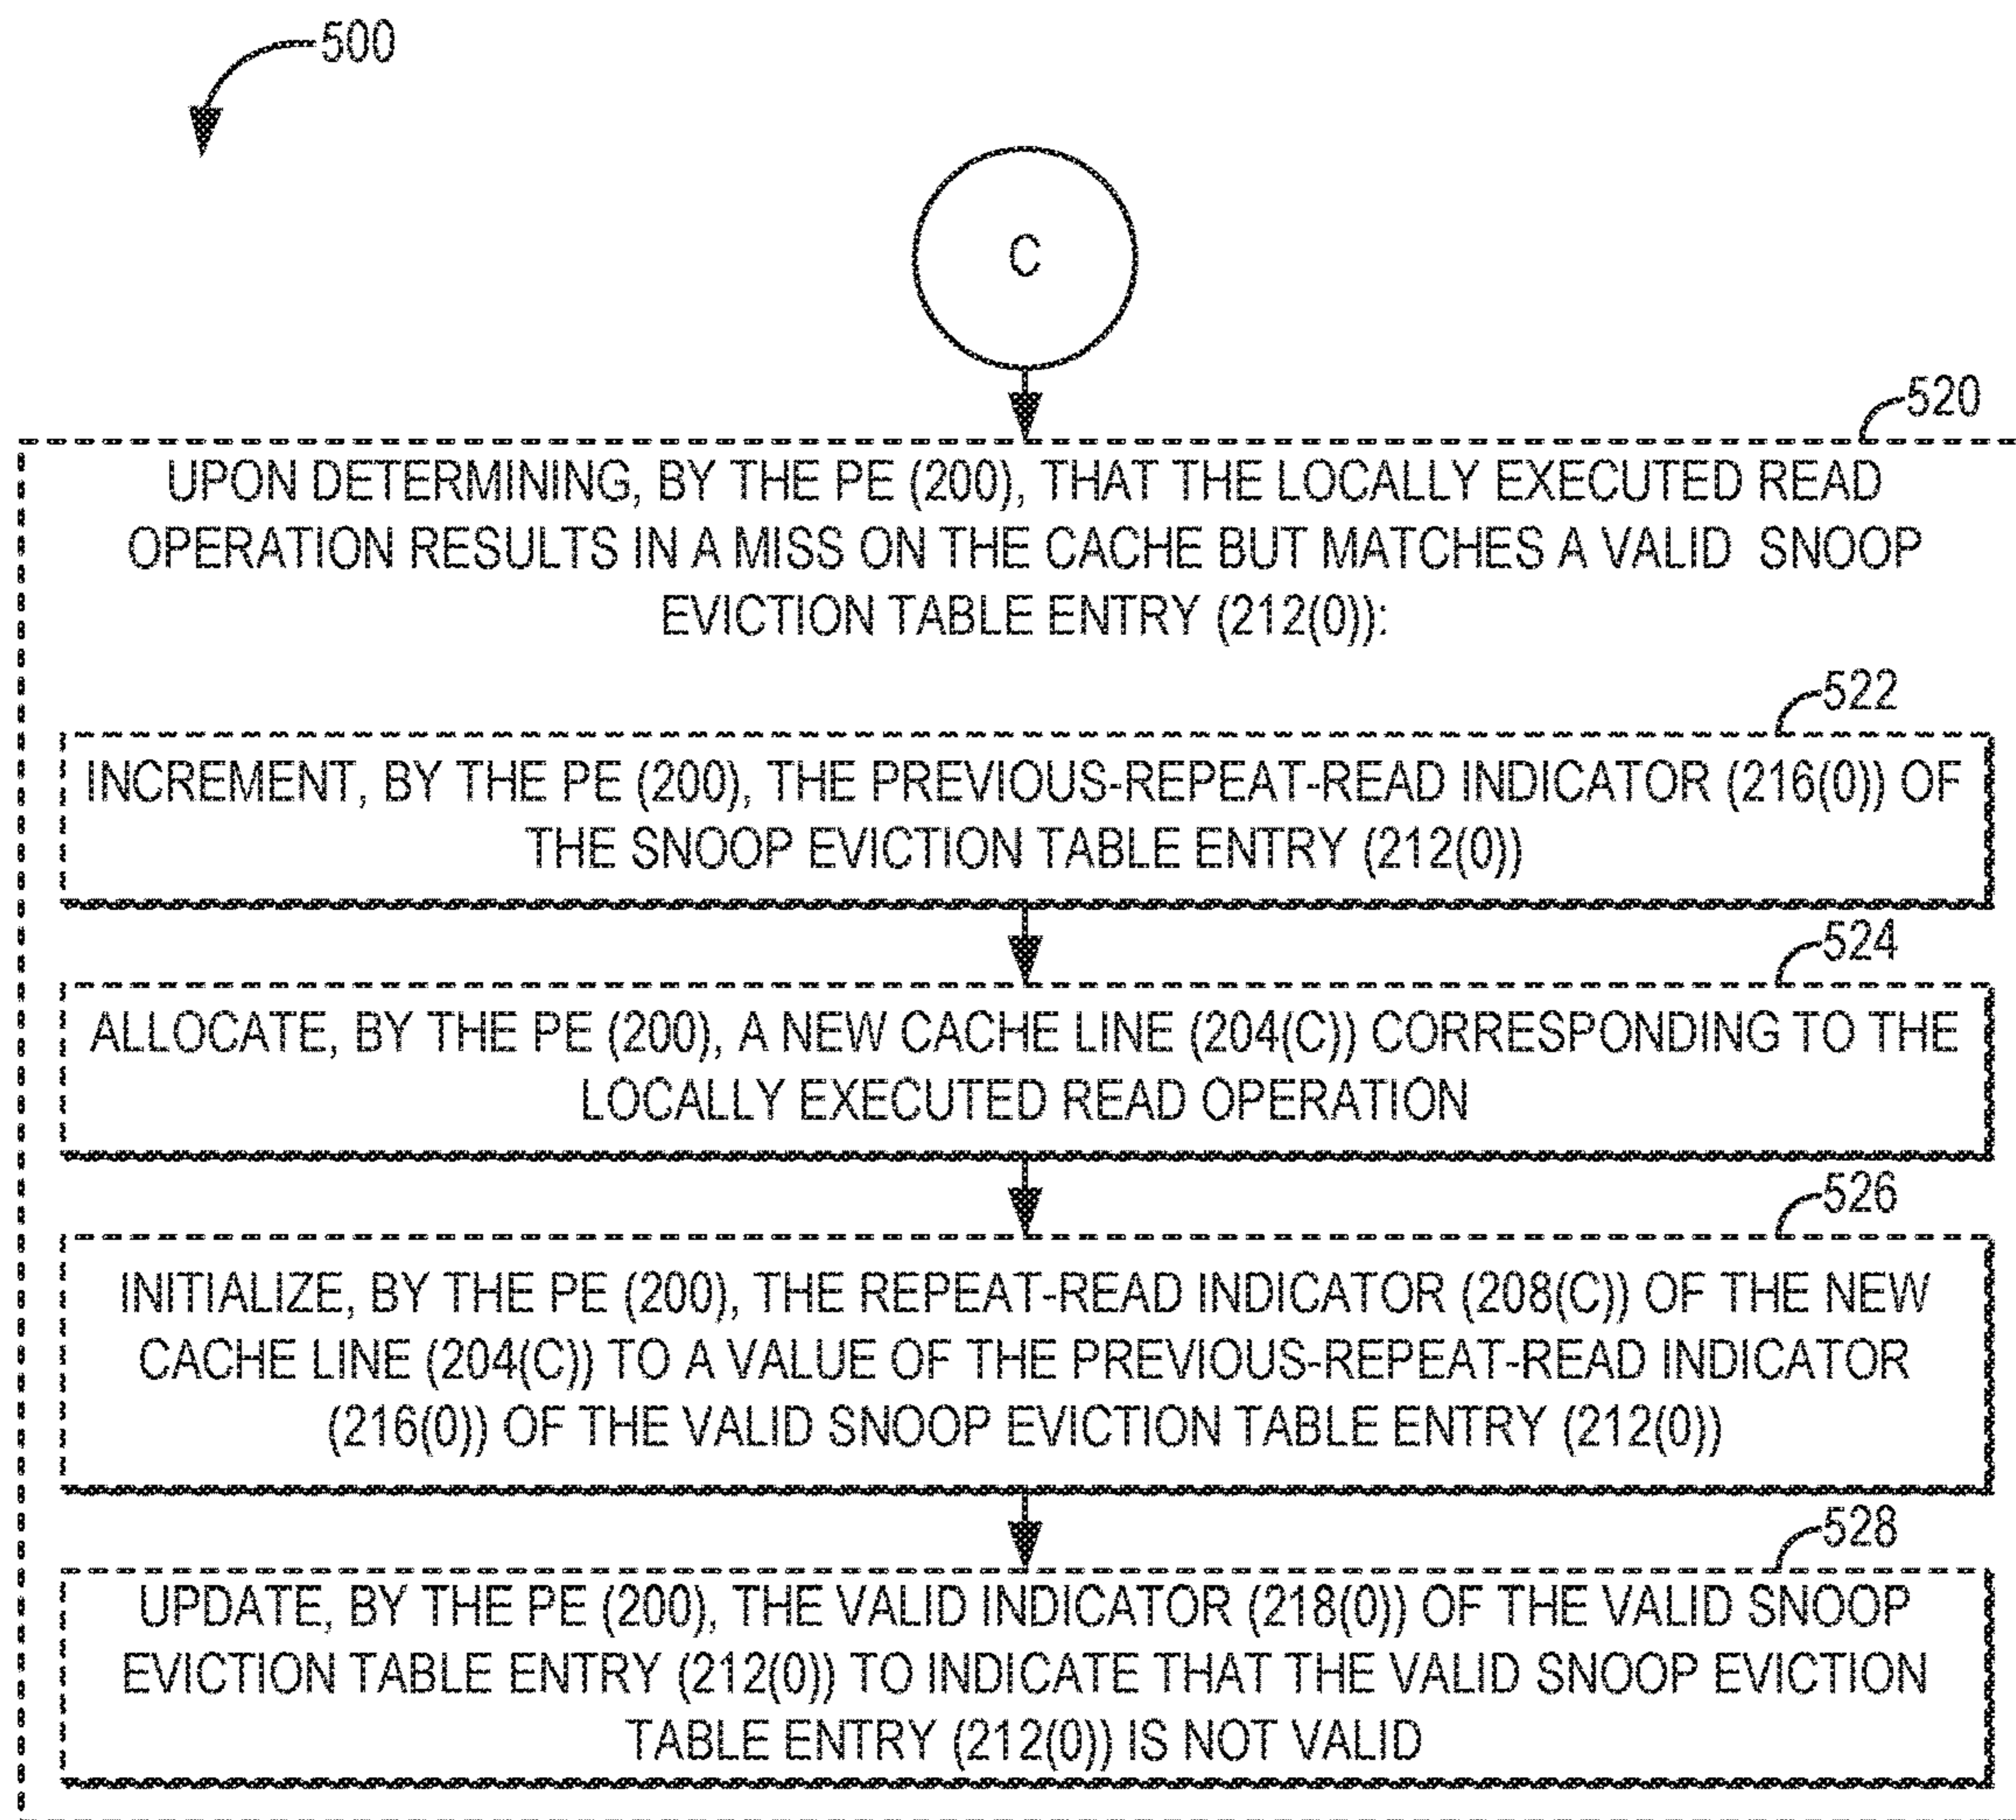 500
C
520
UPON DETERMINING, BY THE PE (200), THAT THE LOCALLY EXECUTED READ
OPERATION RESULTS IN A MISS ON THE CACHE BUT MATCHES A VALID SNOOP
EVICTION TABLE ENTRY (212(0)):
522
INCREMENT, BY THE PE (200), THE PREVIOUS-REPEAT-READ INDICATOR (216(0)) OF
THE SNOOP EVICTION TABLE ENTRY (212(0))
524
ALLOCATE, BY THE PE (200), A NEW CACHE LINE (204(C)) CORRESPONDING TO THE
LOCALLY EXECUTED READ OPERATION
526
INITIALIZE, BY THE PE (200), THE REPEAT-READ INDICATOR (208(C)) OF THE NEW
CACHE LINE (204(C)) TO A VALUE OF THE PREVIOUS-REPEAT-READ INDICATOR
(216(0)) OF THE VALID SNOOP EVICTION TABLE ENTRY (212(0))
528
UPDATE, BY THE PE (200), THE VALID INDICATOR (218(0)) OF THE VALID SNOOP
EVICTION TABLE ENTRY (212(0)) TO INDICATE THAT THE VALID SNOOP EVICTION
TABLE ENTRY (212(0)) IS NOT VALID